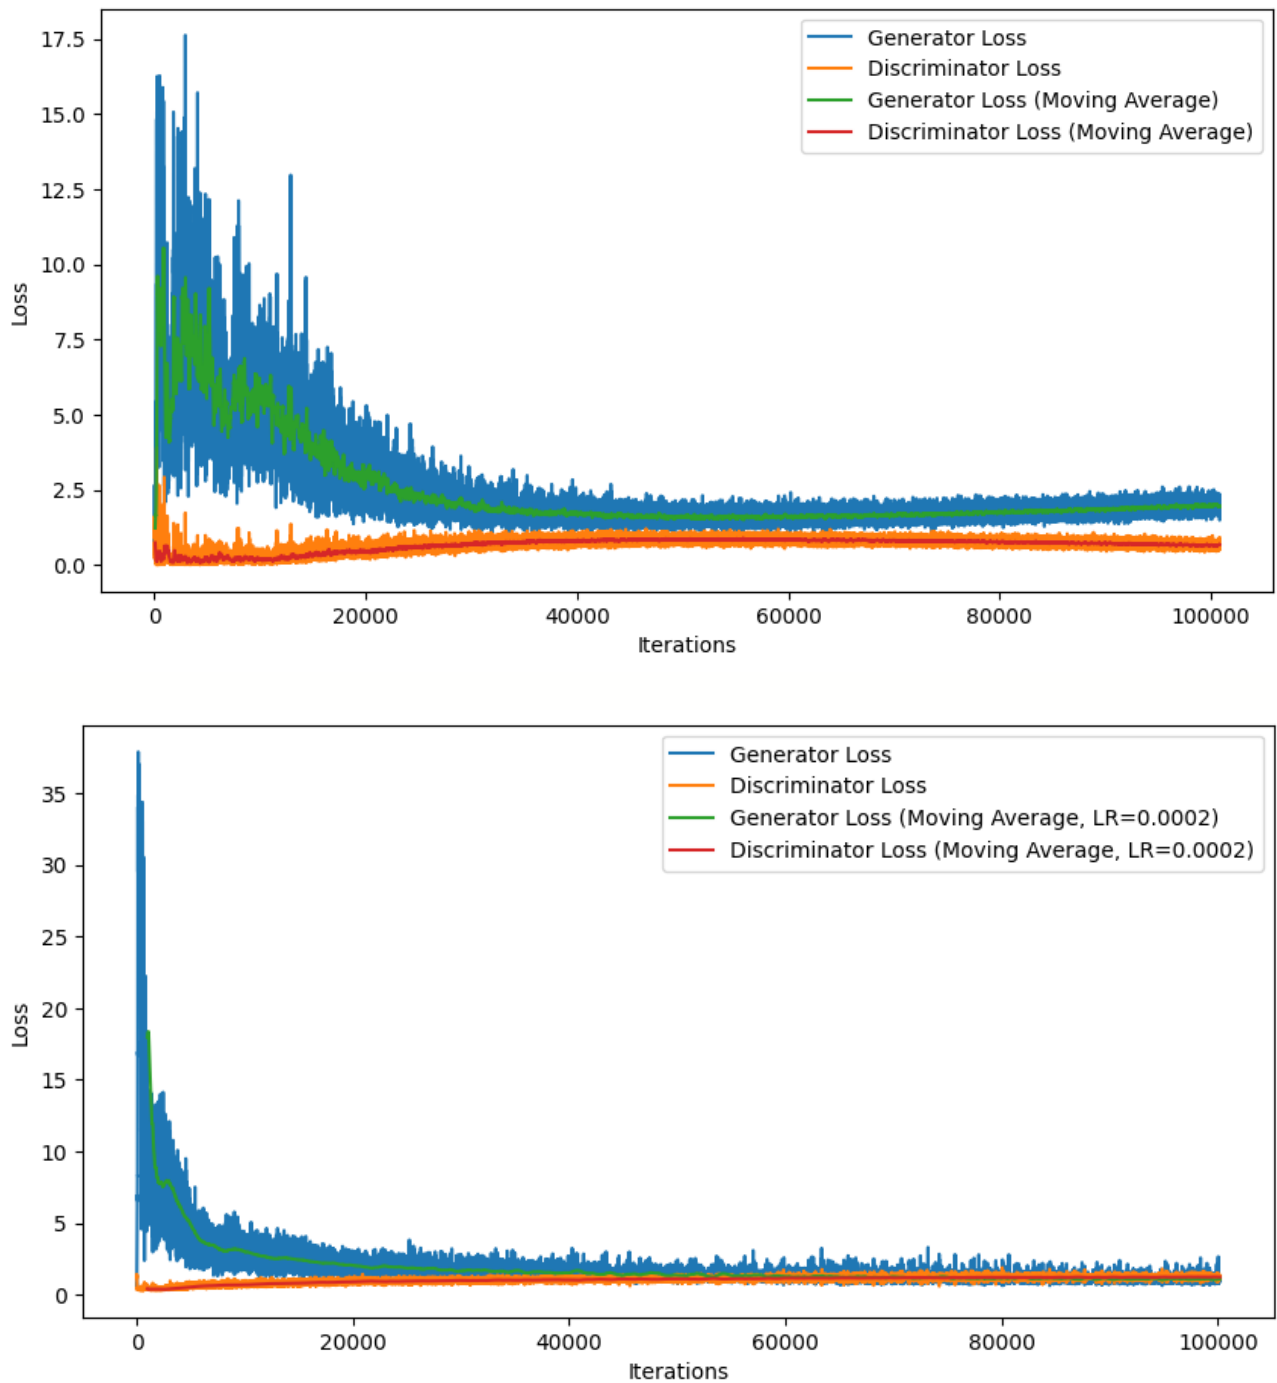 17.5
15.0
12.5
10.0
7.5
5.0
2.5
0.0
Loss
Generator Loss
Discriminator Loss
Generator Loss (Moving Average)
Discriminator Loss (Moving Average)
0 20000 40000 60000 80000 100000
Iterations
35
30
25
20
15
10
5
0
Loss
Generator Loss
Discriminator Loss
Generator Loss (Moving Average, LR=0.0002)
Discriminator Loss (Moving Average, LR=0.0002)
0 20000 40000 60000 80000 100000
Iterations